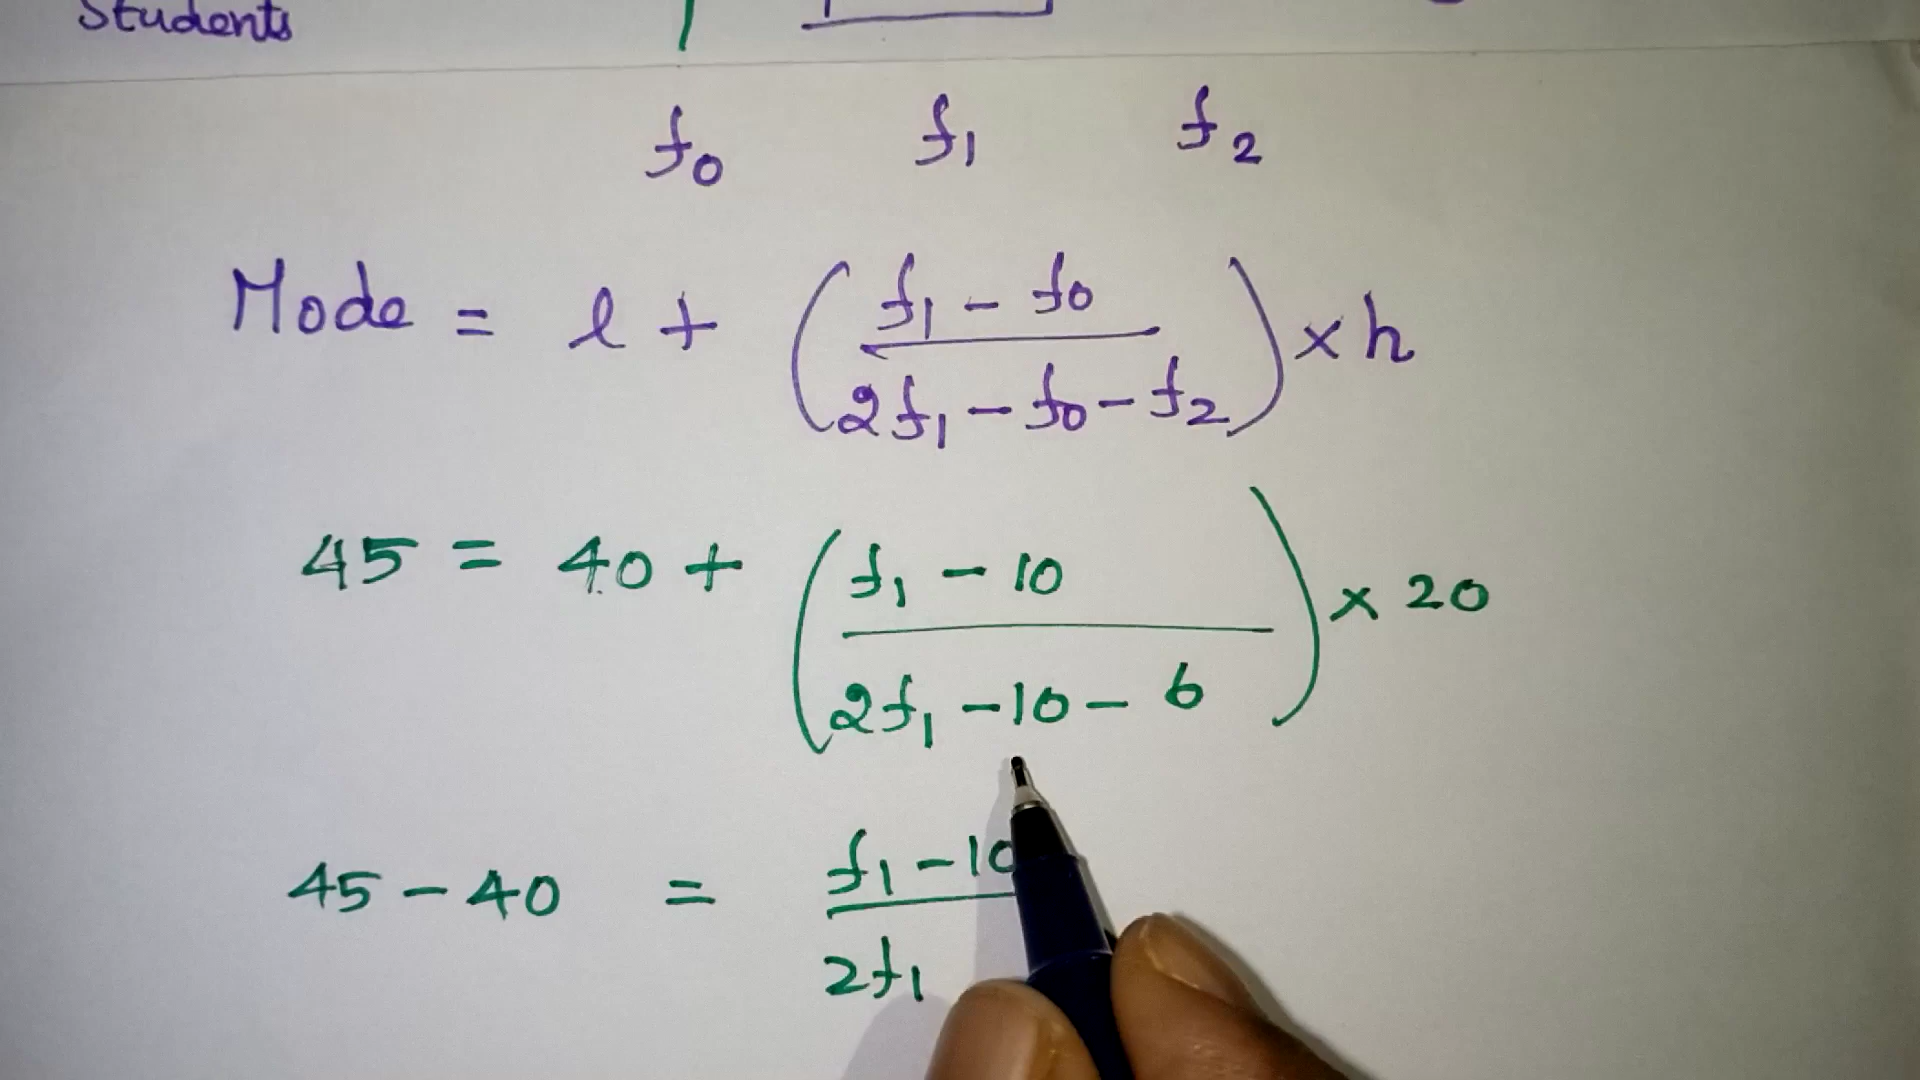 Students
f₀ f₁ f₂
Mode = l + ( (f₁ - f₀) / (2f₁ - f₀ - f₂) ) × h
45 = 40 + ( (f₁ - 10) / (2f₁ - 10 - 6) ) × 20
45 - 40 = (f₁ - 10) / 2f₁